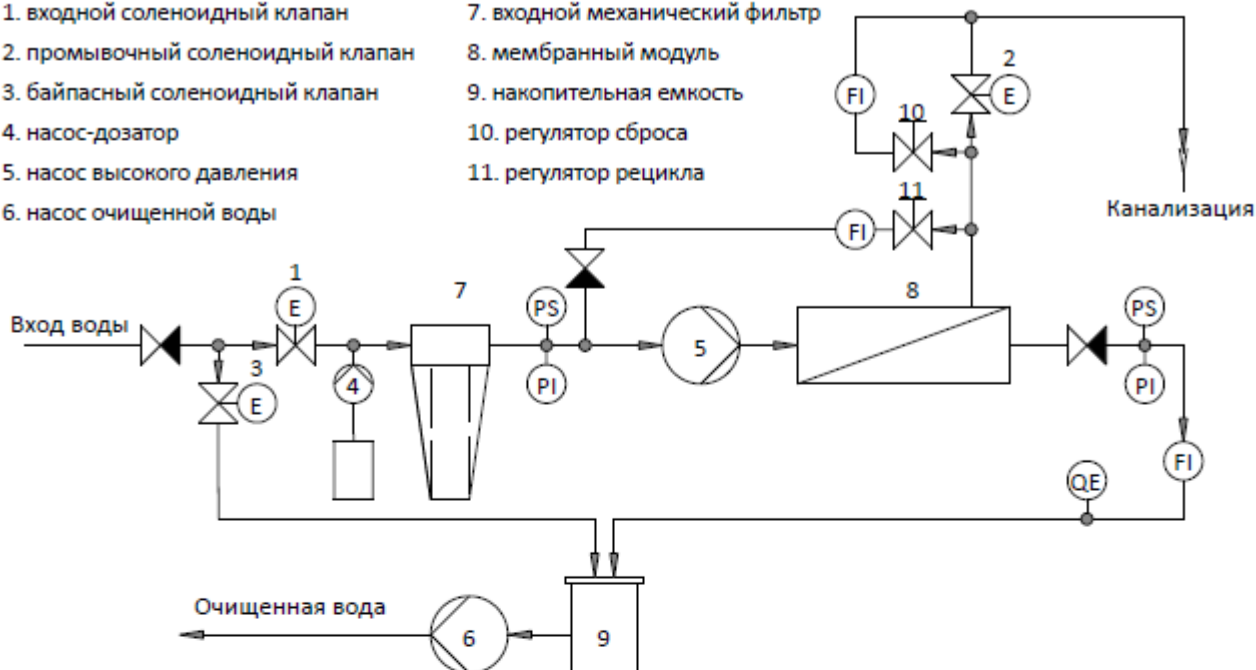 1. входной соленоидный клапан
2. промывочный соленоидный клапан
3. байпасный соленоидный клапан
4. насос-дозатор
5. насос высокого давления
6. насос очищенной воды
7. входной механический фильтр
8. мембранный модуль
9. накопительная емкость
10. регулятор сброса
11. регулятор рецикла
2
FI
E
10
11
FI
Канализация
1
E
7
PS
8
PS
Вход воды
5
3
E
4
PI
PI
FI
QE
Очищенная вода
6
9